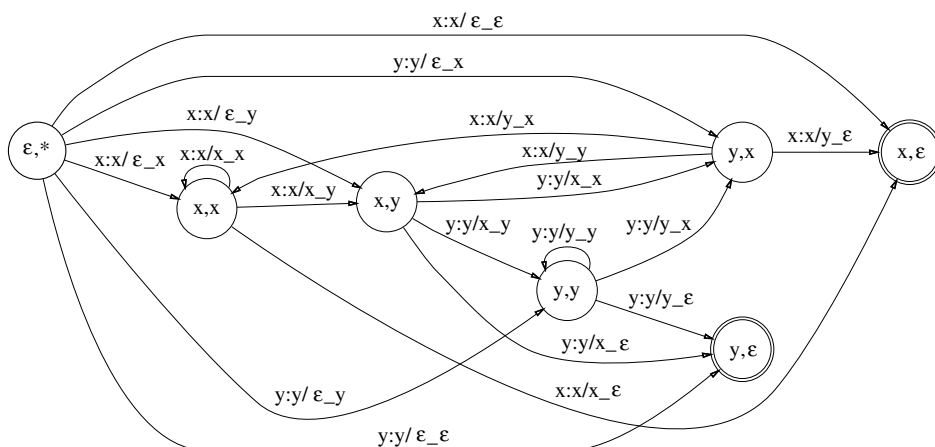 x:x/ ε_ε
y:y/ ε_x
x:x/ ε_y
x:x/y_x
ε,*
x:x/ ε_x
x:x/x_x
x:x/y_y
y,x
x:x/y_ε
x,ε
x,x
x:x/x_y
x,y
y:y/x_x
y:y/x_y
y:y/y_y
y:y/y_x
y,y
y:y/y_ε
y:y/x_ε
y,ε
y:y/ ε_y
x:x/x_ε
y:y/ ε_ε